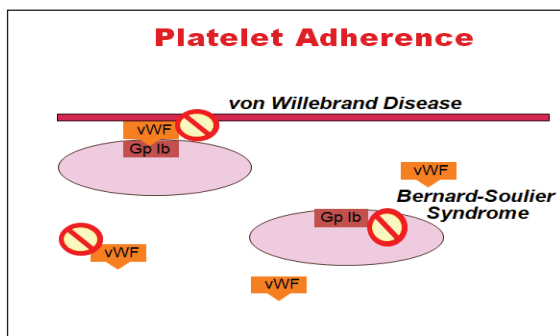 Platelet Adherence
von Willebrand Disease
vWF
Gp Ib
vWF
Bernard-Soulier
Syndrome
Gp Ib
vWF
vWF